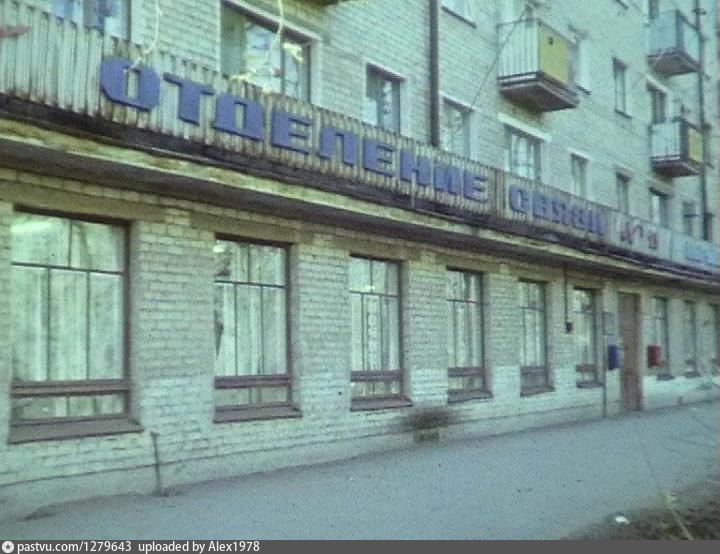 ОТДЕЛЕНИЕ СВЯЗИ
pastvu.com/1279643 uploaded by Alex1978